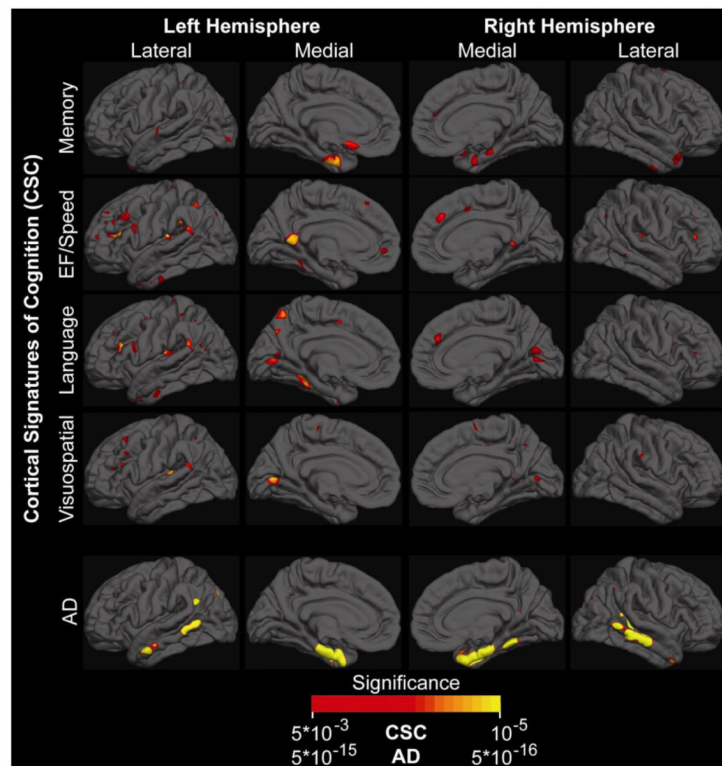 Left Hemisphere Right Hemisphere
Lateral Medial Medial Lateral
Cortical Signatures of Cognition (CSC)
Memory
EF/Speed
Language
Visuospatial
AD
Significance
5*10^-3 CSC 10^-5
5*10^-15 AD 5*10^-16